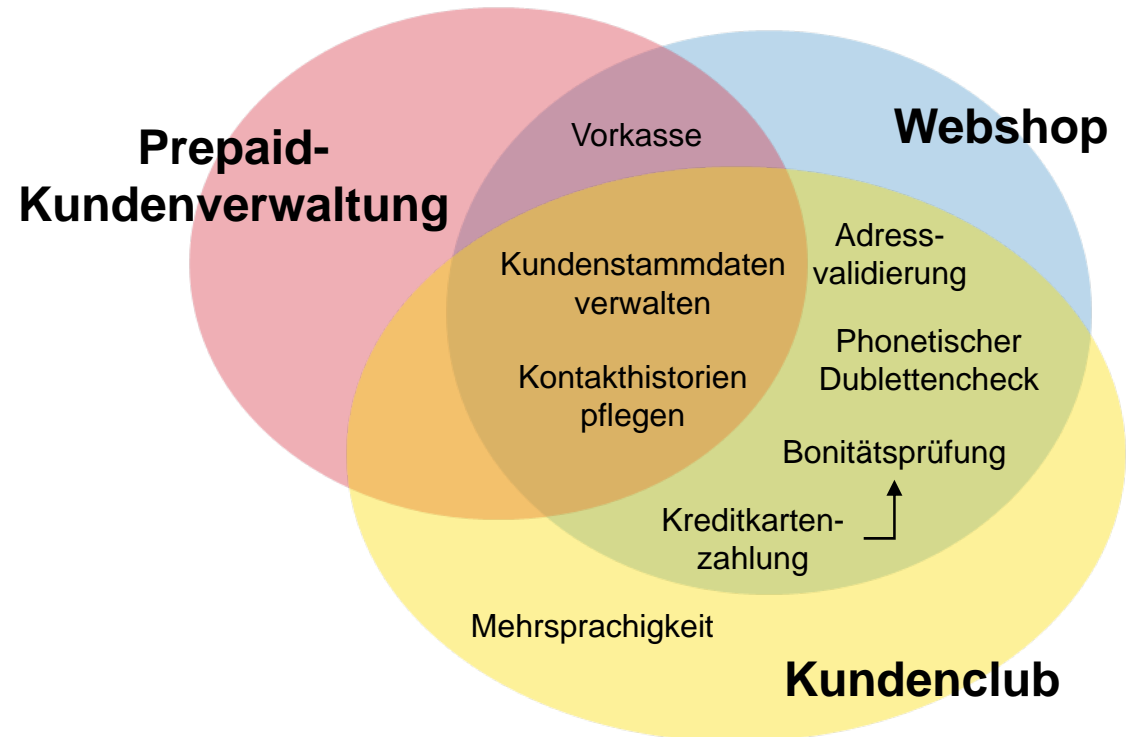 Prepaid-
Kundenverwaltung
Vorkasse
Webshop
Kundenstammdaten
verwalten
Adress-
validierung
Kontakthistorien
pflegen
Phonetischer
Dublettencheck
Bonitätsprüfung
Kreditkarten-
zahlung
Mehrsprachigkeit
Kundenclub